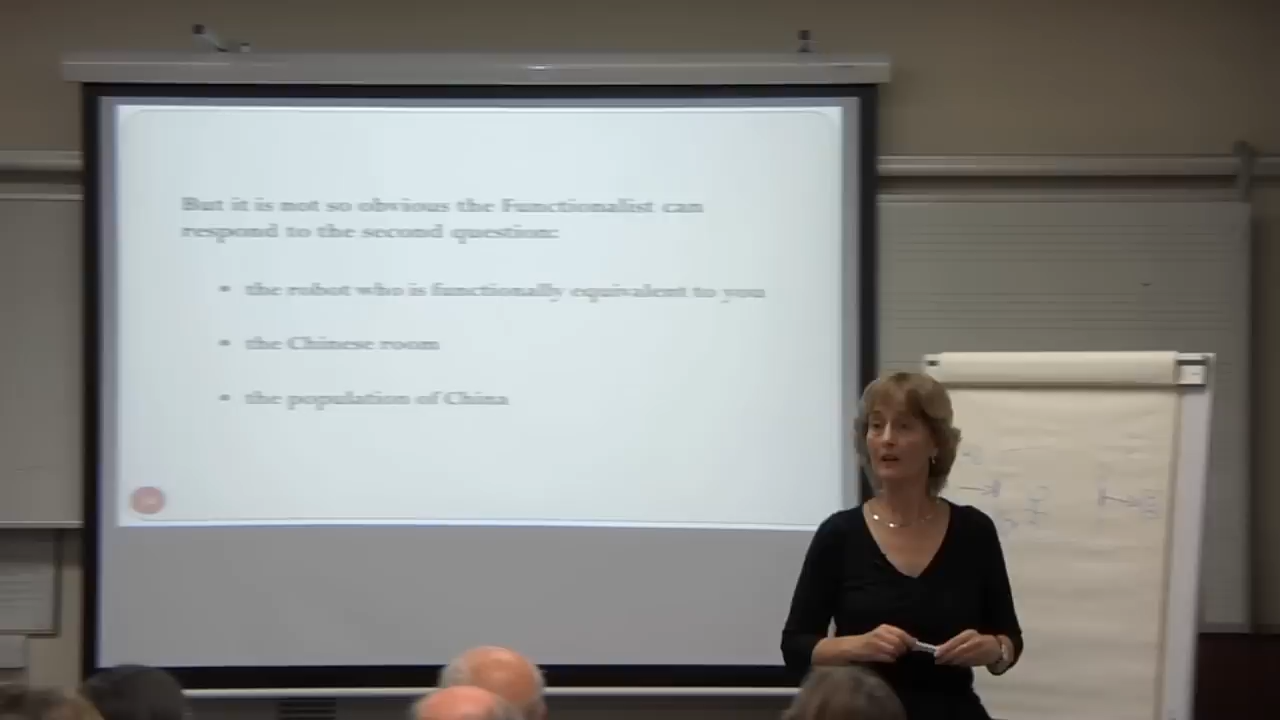 But it is not so obvious the Functionalist can
respond to the second question:
• the robot who is functionally equivalent to you
• the Chinese room
• the population of China